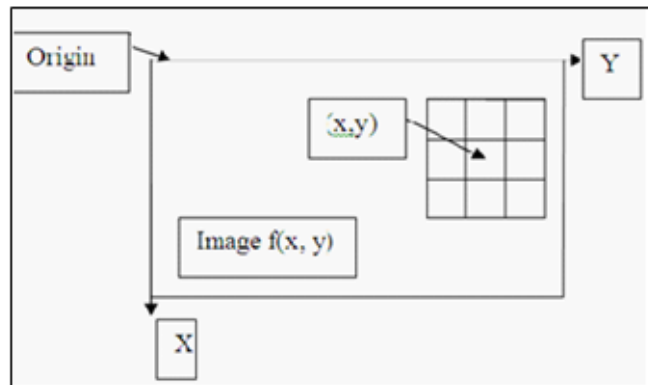 Origin
Y
(x,y)
Image f(x, y)
X